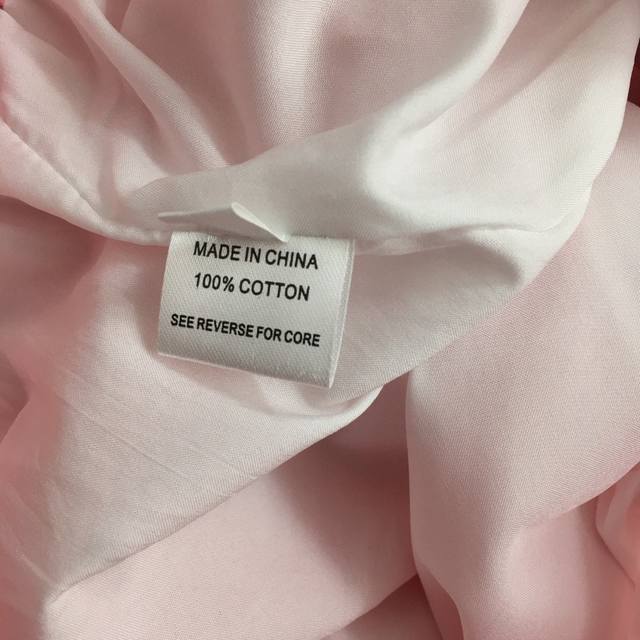 MADE IN CHINA
100% COTTON
SEE REVERSE FOR CORE